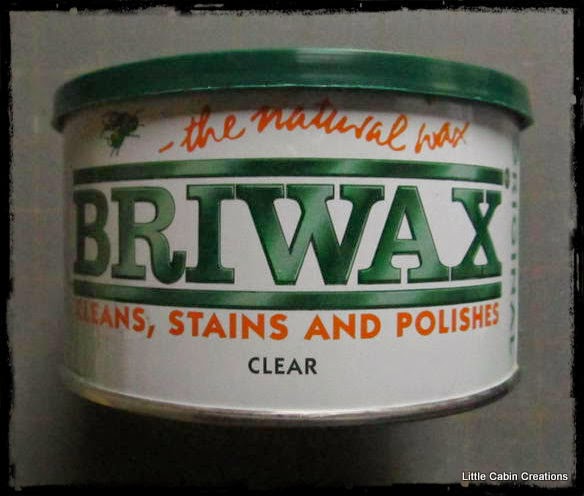 - the natural wax
BRIWAX
CLEANS, STAINS AND POLISHES
CLEAR
Little Cabin Creations